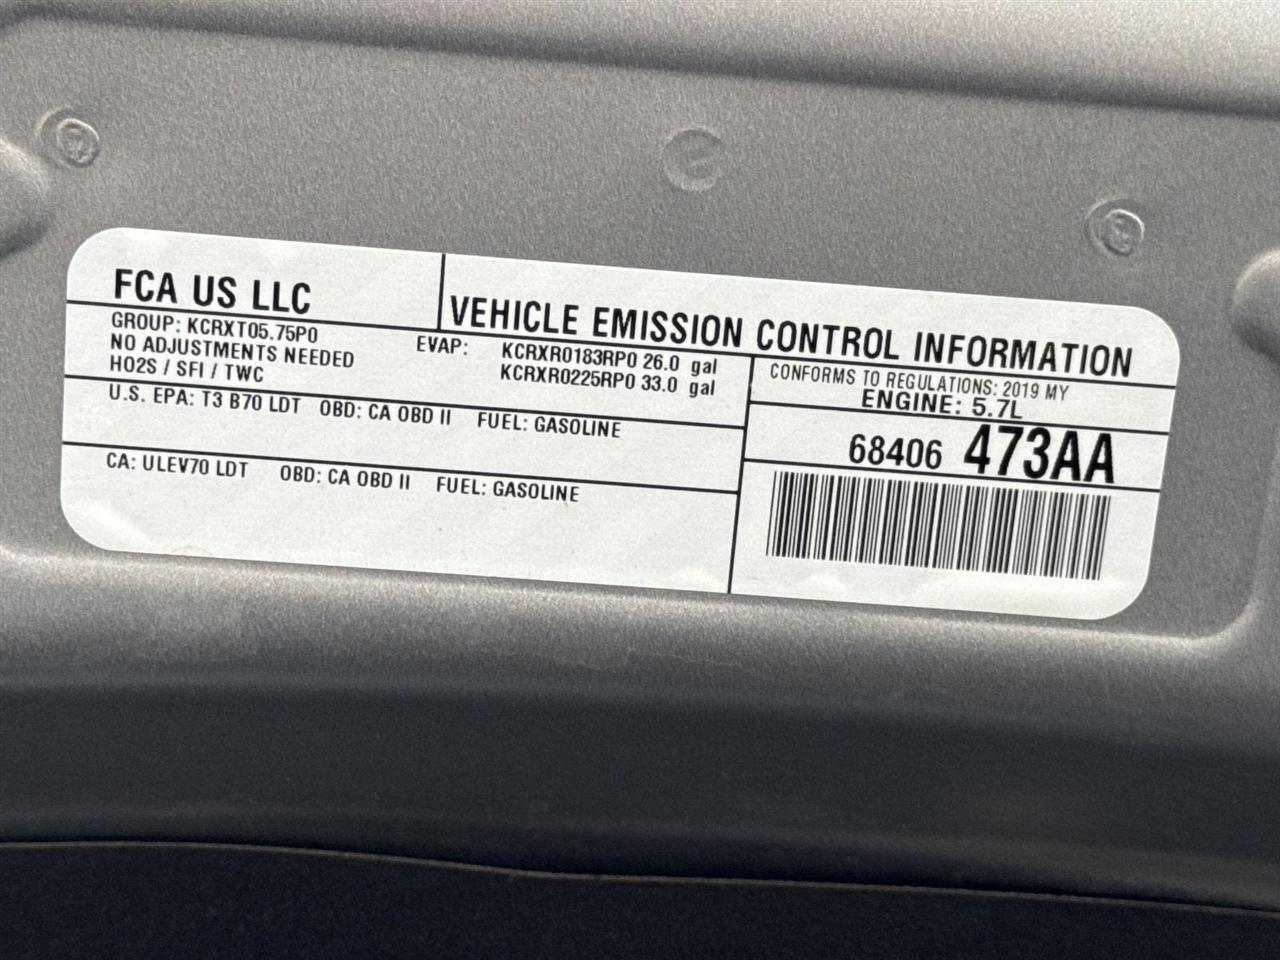 FCA US LLC
VEHICLE EMISSION CONTROL INFORMATION
GROUP: KCRXT05.75P0
NO ADJUSTMENTS NEEDED
HO2S / SFI / TWC
EVAP: KCRXR0183RP0 26.0 gal
KCRXR0225RP0 33.0 gal
CONFORMS TO REGULATIONS: 2019 MY
ENGINE: 5.7L
U.S. EPA: T3 B70 LDT OBD: CA OBD II FUEL: GASOLINE
68406 473AA
CA: ULEV70 LDT OBD: CA OBD II FUEL: GASOLINE